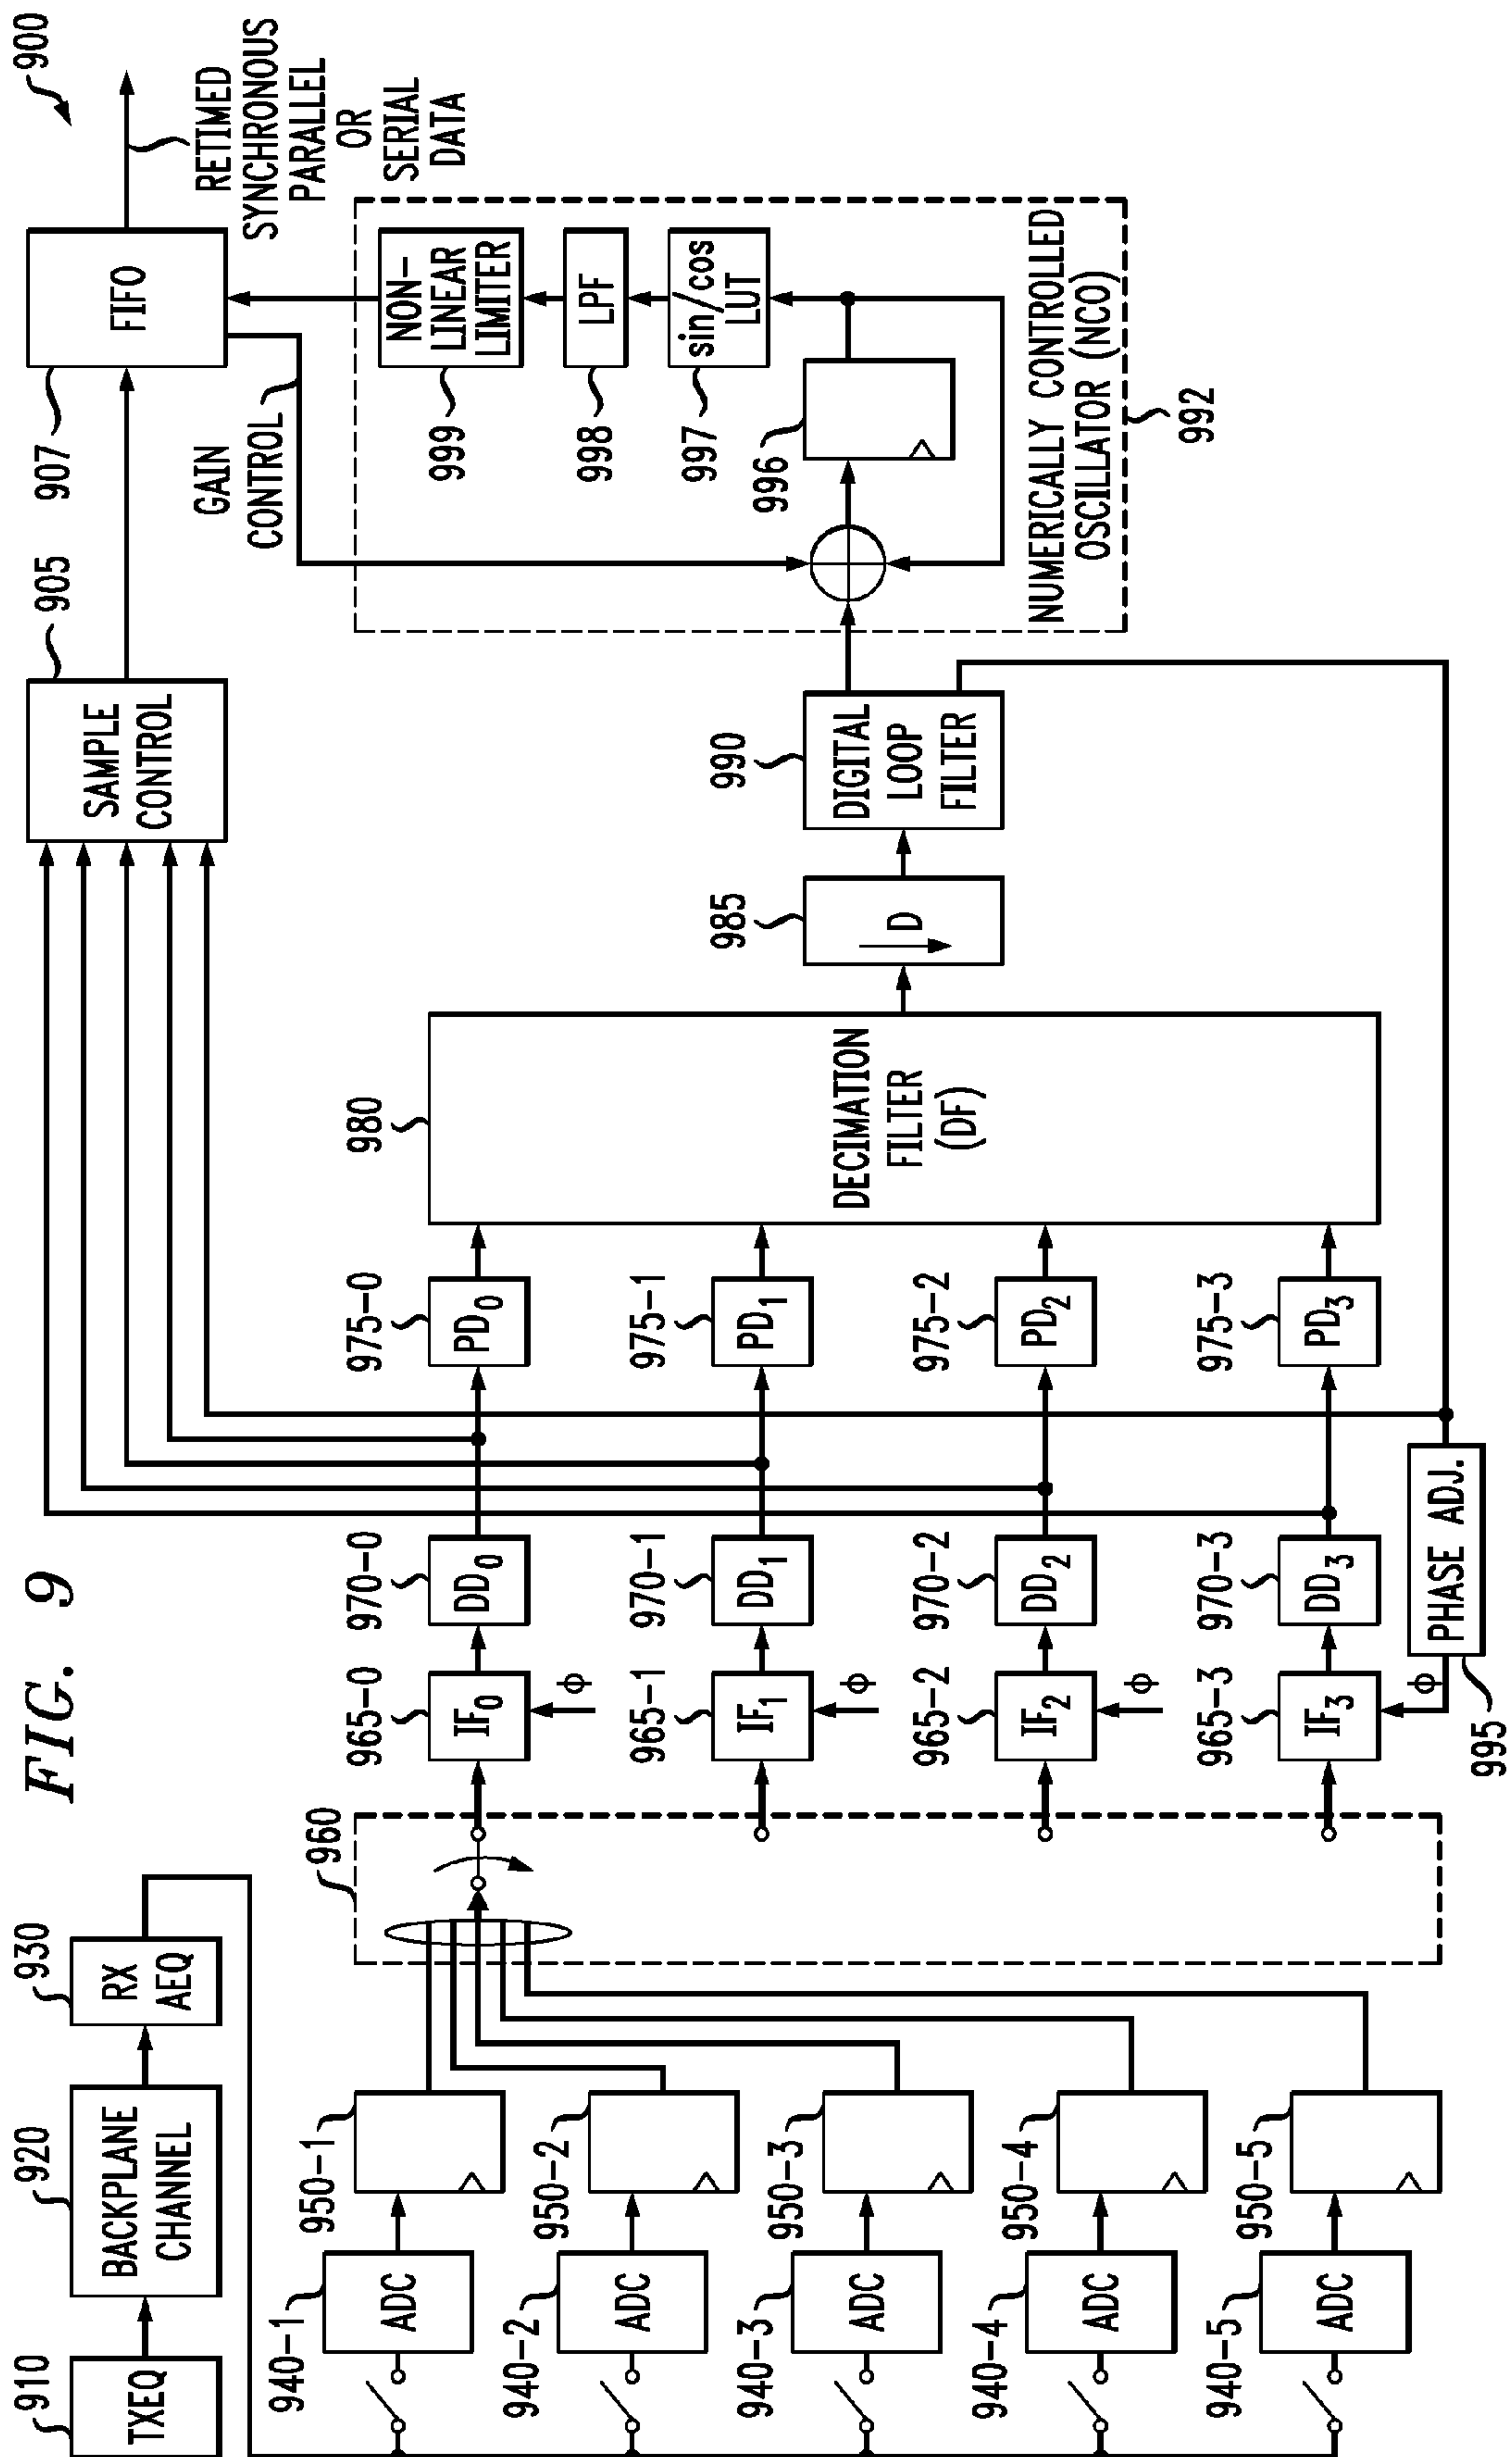 FIG. 9
900
910
TXEQ
920
BACKPLANE
CHANNEL
930
RX
AEQ
940-1
ADC
950-1
940-2
ADC
950-2
940-3
ADC
950-3
940-4
ADC
950-4
940-5
ADC
950-5
960
965-0
IF0
Φ
970-0
DD0
975-0
PD0
965-1
IF1
Φ
970-1
DD1
975-1
PD1
965-2
IF2
Φ
970-2
DD2
975-2
PD2
965-3
IF3
Φ
970-3
DD3
975-3
PD3
995
PHASE ADJ.
980
DECIMATION
FILTER
(DF)
985
↓ D
990
DIGITAL
LOOP
FILTER
905
SAMPLE
CONTROL
907
FIFO
GAIN
CONTROL
RETIMED
SYNCHRONOUS
PARALLEL
OR
SERIAL
DATA
999
NON-
LINEAR
LIMITER
998
LPF
997
sin/cos
LUT
996
NUMERICALLY CONTROLLED
OSCILLATOR (NCO)
992